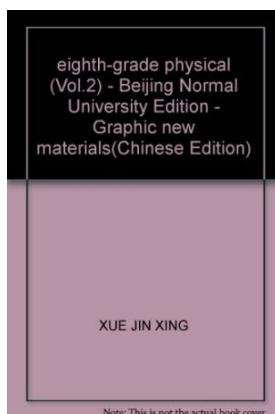 eighth-grade physical
(Vol.2) - Beijing Normal
University Edition -
Graphic new
materials(Chinese Edition)
XUE JIN XING
Note: This is not the actual book cover